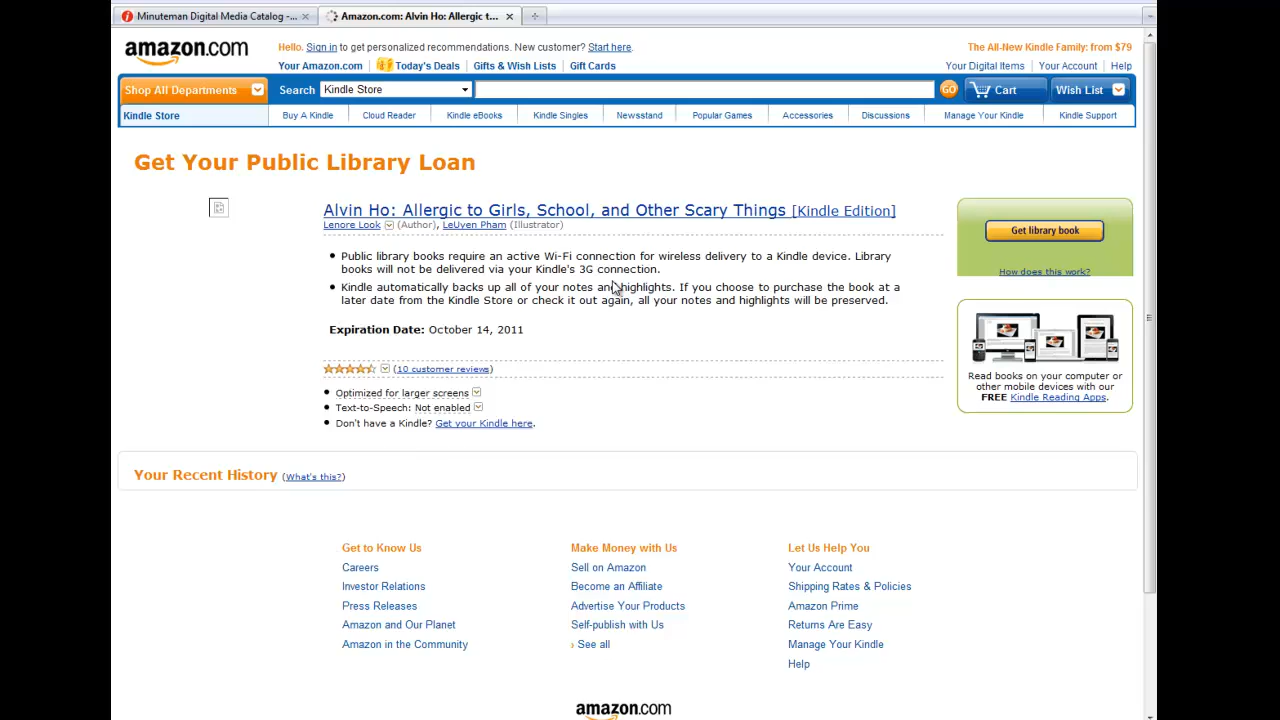 Minuteman Digital Media Catalog -...
Amazon.com: Alvin Ho: Allergic t...
amazon.com
Hello. Sign in to get personalized recommendations. New customer? Start here.
The All-New Kindle Family: from $79
Your Amazon.com
Today's Deals
Gifts & Wish Lists
Gift Cards
Your Digital Items
Your Account
Help
Shop All Departments
Search
Kindle Store
GO
Cart
Wish List
Kindle Store
Buy A Kindle
Cloud Reader
Kindle eBooks
Kindle Singles
Newsstand
Popular Games
Accessories
Discussions
Manage Your Kindle
Kindle Support
Get Your Public Library Loan
Alvin Ho: Allergic to Girls, School, and Other Scary Things [Kindle Edition]
Lenore Look (Author), LeUyen Pham (Illustrator)
• Public library books require an active Wi-Fi connection for wireless delivery to a Kindle device. Library
books will not be delivered via your Kindle's 3G connection.
• Kindle automatically backs up all of your notes and highlights. If you choose to purchase the book at a
later date from the Kindle Store or check it out again, all your notes and highlights will be preserved.
Expiration Date: October 14, 2011
(10 customer reviews)
• Optimized for larger screens
• Text-to-Speech: Not enabled
• Don't have a Kindle? Get your Kindle here.
Get library book
How does this work?
Read books on your computer or
other mobile devices with our
FREE Kindle Reading Apps.
Your Recent History (What's this?)
Get to Know Us
Careers
Investor Relations
Press Releases
Amazon and Our Planet
Amazon in the Community
Make Money with Us
Sell on Amazon
Become an Affiliate
Advertise Your Products
Self-publish with Us
› See all
Let Us Help You
Your Account
Shipping Rates & Policies
Amazon Prime
Returns Are Easy
Manage Your Kindle
Help
amazon.com